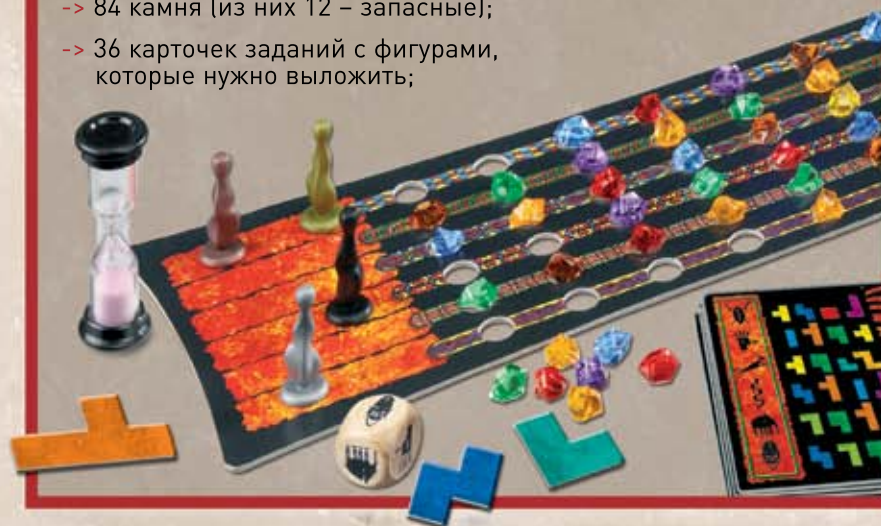 -> 84 камня (из них 12 – запасные);
-> 36 карточек заданий с фигурами,
которые нужно выложить;